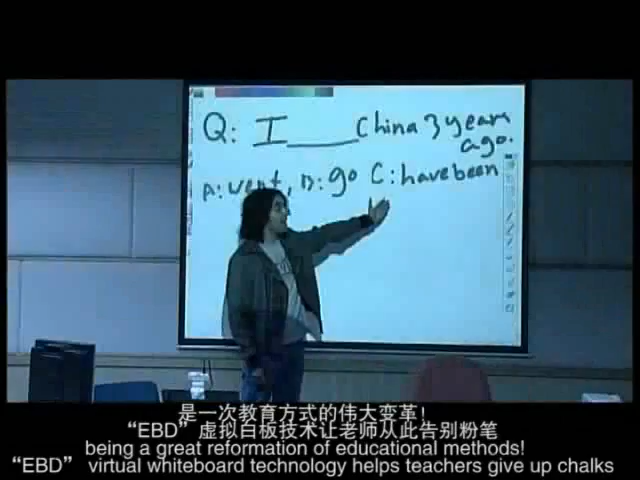 Q: I ____ China 3 years
ago.
A: went, B: go C: have been
是一次教育方式的伟大变革！
“EBD”虚拟白板技术让老师从此告别粉笔
being a great reformation of educational methods!
“EBD” virtual whiteboard technology helps teachers give up chalks